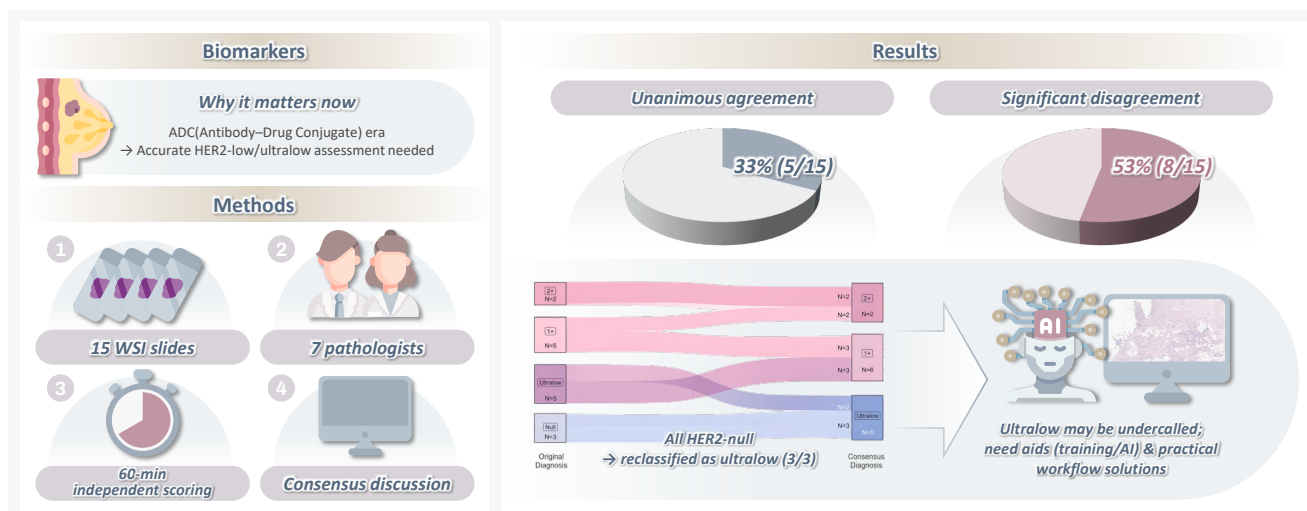 Biomarkers
Why it matters now
ADC(Antibody–Drug Conjugate) era
→ Accurate HER2-low/ultralow assessment needed
Methods
1
15 WSI slides
2
7 pathologists
3
60-min
independent scoring
4
Consensus discussion
Results
Unanimous agreement
33% (5/15)
Significant disagreement
53% (8/15)
2+
N=2
1+
N=5
Ultralow
N=5
Null
N=3
Original
Diagnosis
N=2
N=2
N=3
N=3
N=2
N=3
2+
N=2
1+
N=6
Ultralow
N=5
Consensus
Diagnosis
All HER2-null
→ reclassified as ultralow (3/3)
AI
Ultralow may be undercalled;
need aids (training/AI) & practical
workflow solutions